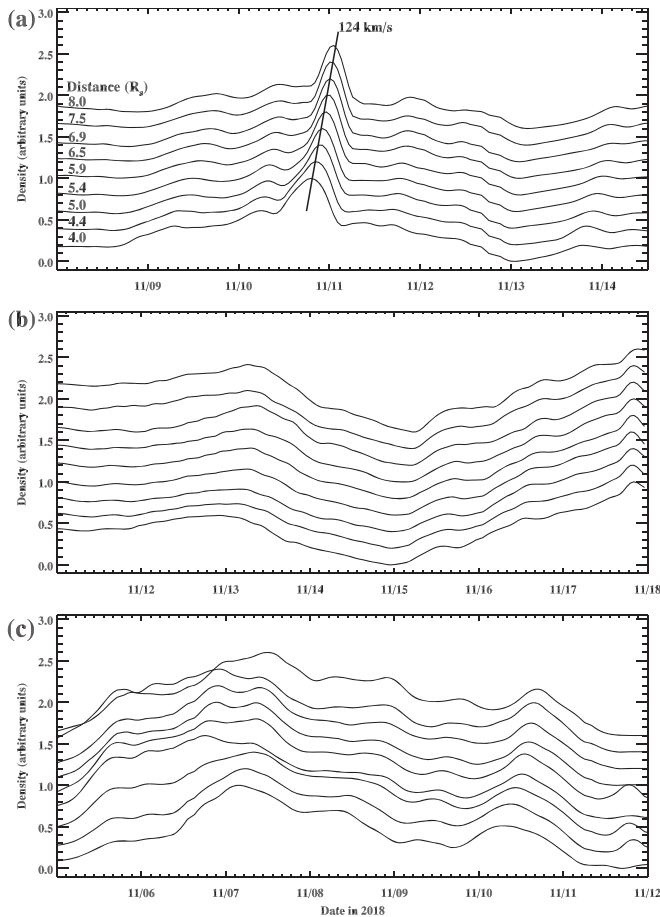 (a)
3.0
2.5
2.0
1.5
1.0
0.5
0.0
Density (arbitrary units)
124 km/s
Distance (Rs)
8.0
7.5
6.9
6.5
5.9
5.4
5.0
4.4
4.0
11/09 11/10 11/11 11/12 11/13 11/14
(b)
3.0
2.5
2.0
1.5
1.0
0.5
0.0
Density (arbitrary units)
11/12 11/13 11/14 11/15 11/16 11/17 11/18
(c)
3.0
2.5
2.0
1.5
1.0
0.5
0.0
Density (arbitrary units)
11/06 11/07 11/08 11/09 11/10 11/11 11/12
Date in 2018